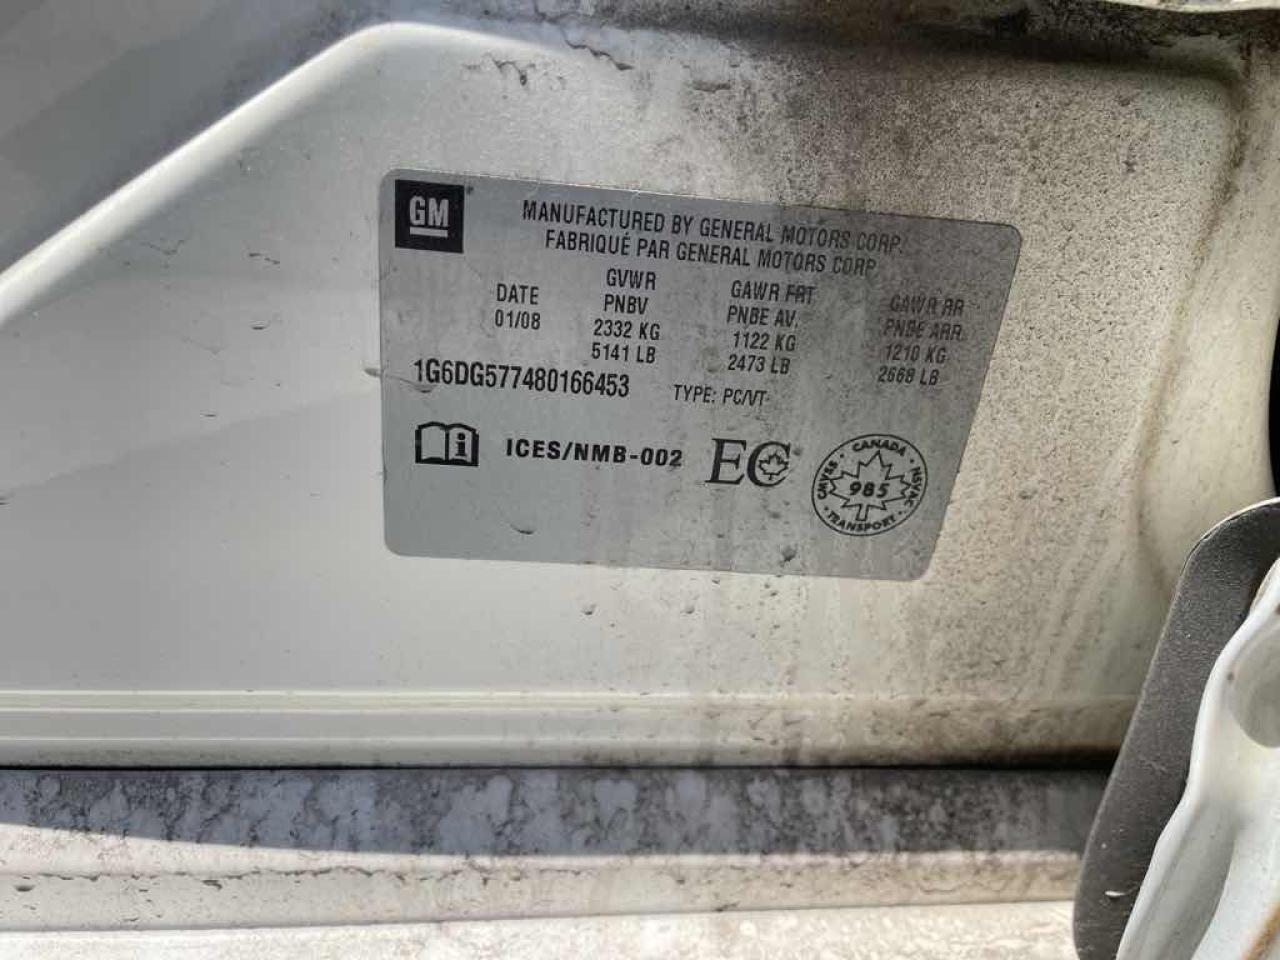 GM
MANUFACTURED BY GENERAL MOTORS CORP.
FABRIQUÉ PAR GENERAL MOTORS CORP.
DATE
01/08
GVWR
PNBV
2332 KG
5141 LB
GAWR FRT
PNBE AV.
1122 KG
2473 LB
GAWR RR
PNBE ARR.
1210 KG
2668 LB
1G6DG577480166453 TYPE: PC/VT
i ICES/NMB-002 EC
CANADA
CMVSS NSVAC
985
TRANSPORT